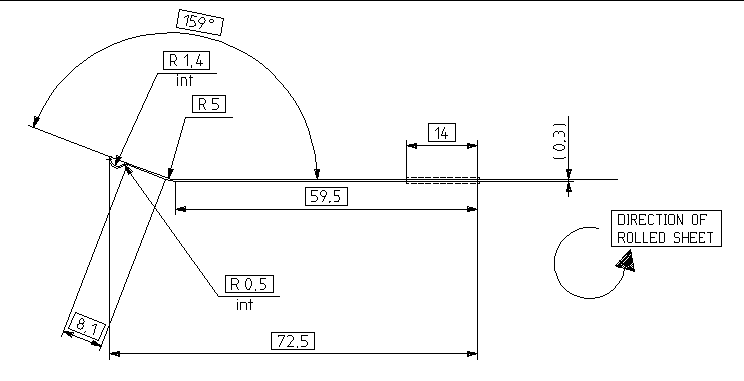 159°
R 1,4
int
R 5
14
(0.3)
59.5
DIRECTION OF
ROLLED SHEET
R 0,5
int
8,1
72.5